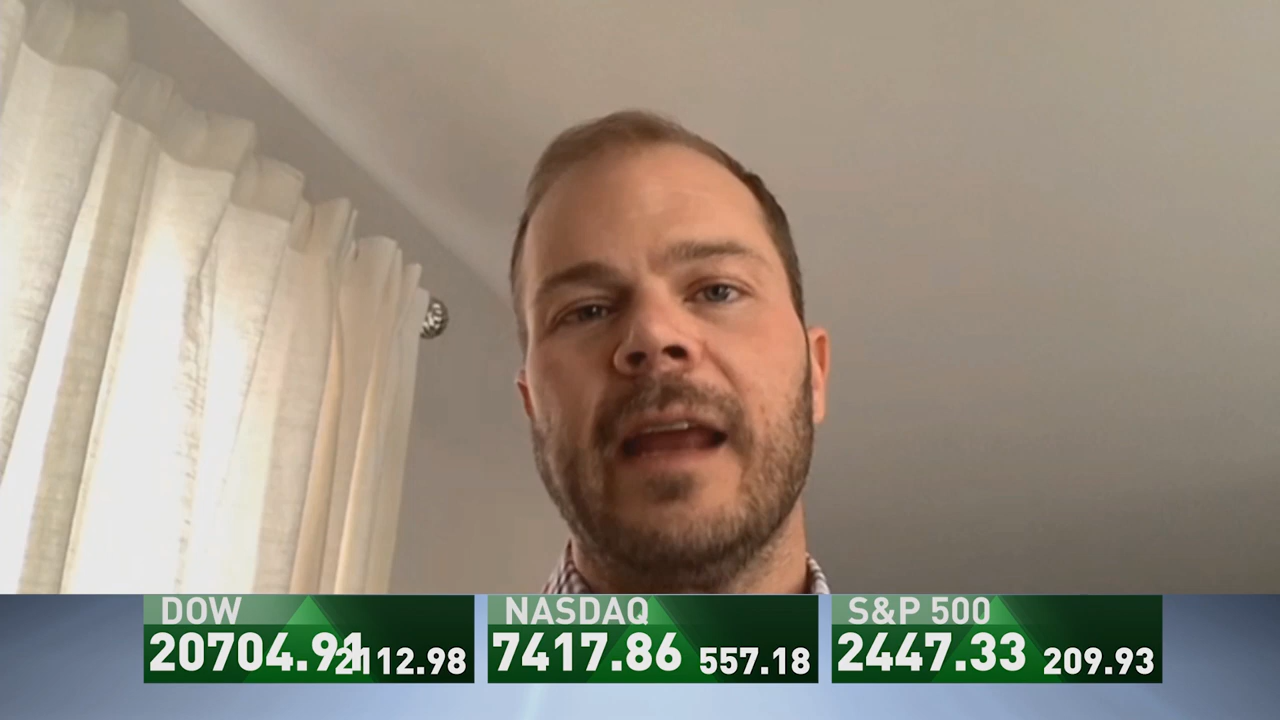 DOW
20704.91 2112.98
NASDAQ
7417.86 557.18
S&P 500
2447.33 209.93